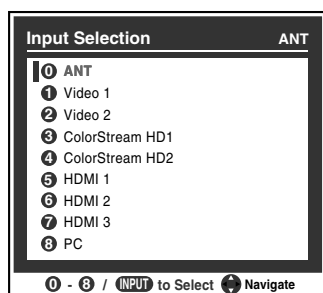 Input Selection ANT
0 ANT
1 Video 1
2 Video 2
3 ColorStream HD1
4 ColorStream HD2
5 HDMI 1
6 HDMI 2
7 HDMI 3
8 PC
0 - 8 / INPUT to Select Navigate